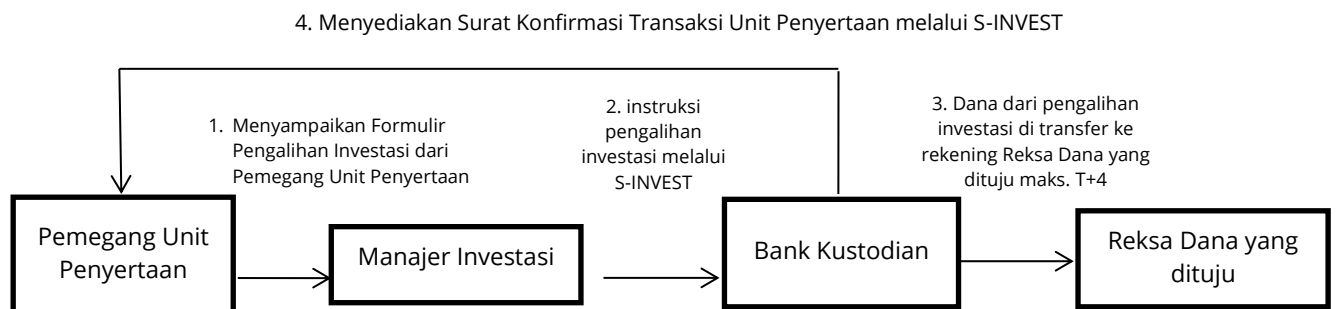 4. Menyediakan Surat Konfirmasi Transaksi Unit Penyertaan melalui S-INVEST
1. Menyampaikan Formulir
Pengalihan Investasi dari
Pemegang Unit Penyertaan
2. instruksi
pengalihan
investasi melalui
S-INVEST
3. Dana dari pengalihan
investasi di transfer ke
rekening Reksa Dana yang
dituju maks. T+4
Pemegang Unit
Penyertaan
Manajer Investasi
Bank Kustodian
Reksa Dana yang
dituju